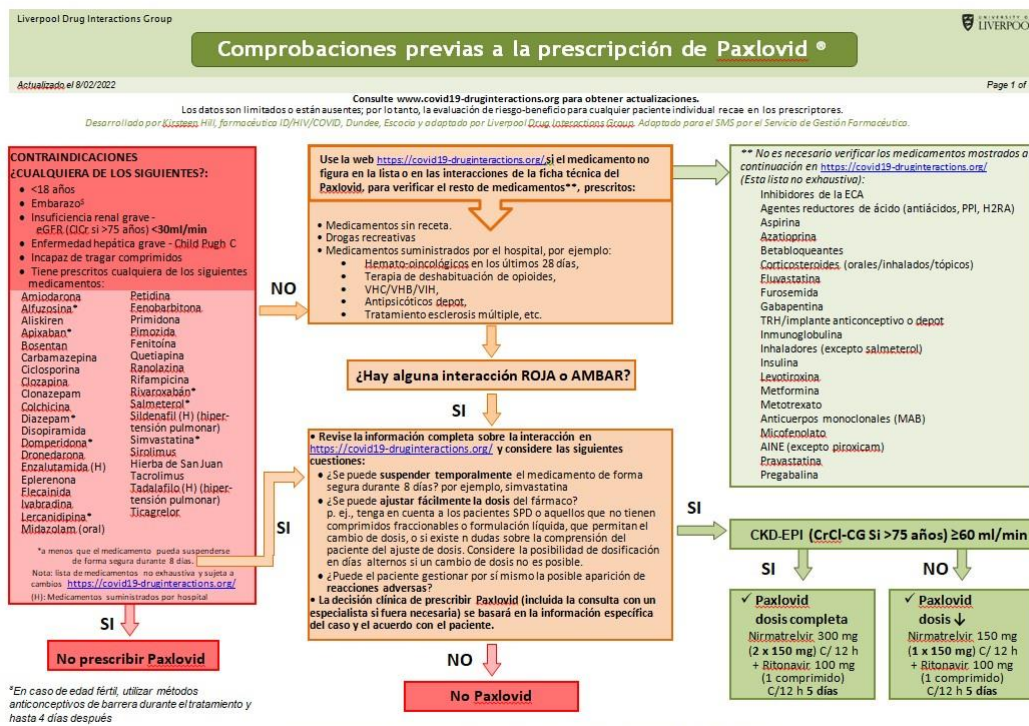 Liverpool Drug Interactions Group
UNIVERSITY OF
LIVERPOOL
Comprobaciones previas a la prescripción de Paxlovid ®
Actualizado el 8/02/2022
Page 1 of
Consulte www.covid19-druginteractions.org para obtener actualizaciones.
Los datos son limitados o están ausentes; por lo tanto, la evaluación de riesgo-beneficio para cualquier paciente individual recae en los prescriptores.
Desarrollado por Kirsteen Hill, farmacéutica ID/HIV/COVID, Dundee, Escocia y adaptado por Liverpool Drug Interactions Group. Adaptado para el SMS por el Servicio de Gestión Farmacéutica.
CONTRAINDICACIONES
¿CUALQUIERA DE LOS SIGUIENTES?:
• <18 años
• Embarazo$
• Insuficiencia renal grave -
eGFR (ClCr si >75 años) <30ml/min
• Enfermedad hepática grave - Child Pugh C
• Incapaz de tragar comprimidos
• Tiene prescritos cualquiera de los siguientes
medicamentos:
Amiodarona
Alfuzosina*
Aliskiren
Apixaban*
Bosentan
Carbamazepina
Ciclosporina
Clozapina
Clonazepam
Colchicina
Diazepam*
Disopiramida
Domperidona*
Dronedarona
Enzalutamida (H)
Eplerenona
Flecainida
Ivabradina
Lercanidipina*
Midazolam (oral)
Petidina
Fenobarbitona
Primidona
Pimozida
Fenitoína
Quetiapina
Ranolazina
Rifampicina
Rivaroxabán*
Salmeterol*
Sildenafil (H) (hiper-
tensión pulmonar)
Simvastatina*
Sirolimus
Hierba de San Juan
Tacrolimus
Tadalafilo (H) (hiper-
tensión pulmonar)
Ticagrelor
*a menos que el medicamento pueda suspenderse
de forma segura durante 8 días.
Nota: lista de medicamentos no exhaustiva y sujeta a
cambios https://covid19-druginteractions.org/
(H): Medicamentos suministrados por hospital
SI
No prescribir Paxlovid
$En caso de edad fértil, utilizar métodos
anticonceptivos de barrera durante el tratamiento y
hasta 4 días después
NO
SI
Use la web https://covid19-druginteractions.org/,si el medicamento no
figura en la lista o en las interacciones de la ficha técnica del
Paxlovid, para verificar el resto de medicamentos**, prescritos:
• Medicamentos sin receta.
• Drogas recreativas
• Medicamentos suministrados por el hospital, por ejemplo:
• Hemato-oincológicos en los últimos 28 días,
• Terapia de deshabituación de opioides,
• VHC/VHB/VIH,
• Antipsicóticos depot,
• Tratamiento esclerosis múltiple, etc.
¿Hay alguna interacción ROJA o AMBAR?
SI
• Revise la información completa sobre la interacción en
https://covid19-druginteractions.org/ y considere las siguientes
cuestiones:
• ¿Se puede suspender temporalmente el medicamento de forma
segura durante 8 días? por ejemplo, simvastatina
• ¿Se puede ajustar fácilmente la dosis del fármaco?
p. ej., tenga en cuenta a los pacientes SPD o aquellos que no tienen
comprimidos fraccionables o formulación líquida, que permitan el
cambio de dosis, o si existe n dudas sobre la comprensión del
paciente del ajuste de dosis. Considere la posibilidad de dosificación
en días alternos si un cambio de dosis no es posible.
• ¿Puede el paciente gestionar por sí mismo la posible aparición de
reacciones adversas?
• La decisión clínica de prescribir Paxlovid (incluida la consulta con un
especialista si fuera necesaria) se basará en la información específica
del caso y el acuerdo con el paciente.
NO
No Paxlovid
SI
** No es necesario verificar los medicamentos mostrados a
continuación en https://covid19-druginteractions.org/
(Esta lista no exhaustiva):
Inhibidores de la ECA
Agentes reductores de ácido (antiácidos, PPI, H2RA)
Aspirina
Azatioprina
Betabloqueantes
Corticosteroides (orales/inhalados/tópicos)
Fluvastatina
Furosemida
Gabapentina
TRH/implante anticonceptivo o depot
Inmunoglobulina
Inhaladores (excepto salmeterol)
Insulina
Levotiroxina
Metformina
Metotrexato
Anticuerpos monoclonales (MAB)
Micofenolato
AINE (excepto piroxicam)
Pravastatina
Pregabalina
CKD-EPI (CrCl-CG Si >75 años) ≥60 ml/min
SI
NO
✓ Paxlovid
dosis completa
Nirmatrelvir 300 mg
(2 x 150 mg) C/ 12 h
+ Ritonavir 100 mg
(1 comprimido)
C/12 h 5 días
✓ Paxlovid
dosis ↓
Nirmatrelvir 150 mg
(1 x 150 mg) C/ 12 h
+ Ritonavir 100 mg
(1 comprimido)
C/12 h 5 días